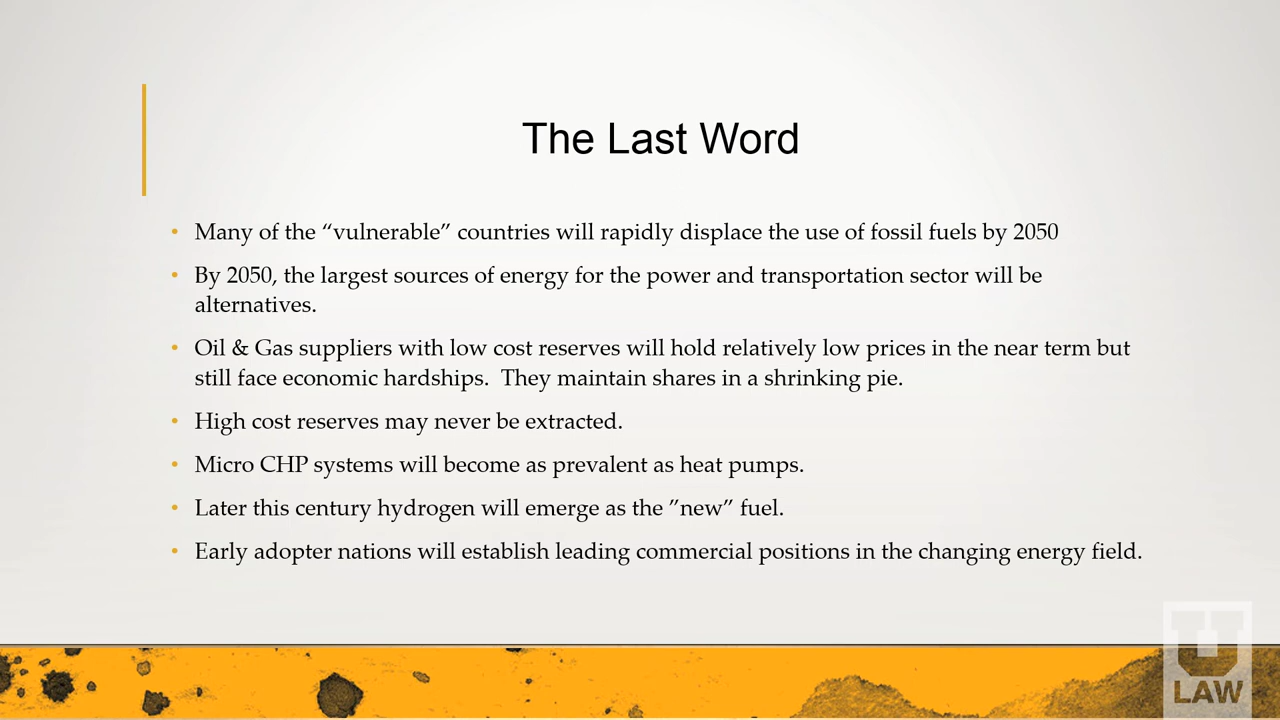 The Last Word
• Many of the “vulnerable” countries will rapidly displace the use of fossil fuels by 2050
• By 2050, the largest sources of energy for the power and transportation sector will be
alternatives.
• Oil & Gas suppliers with low cost reserves will hold relatively low prices in the near term but
still face economic hardships.  They maintain shares in a shrinking pie.
• High cost reserves may never be extracted.
• Micro CHP systems will become as prevalent as heat pumps.
• Later this century hydrogen will emerge as the ”new” fuel.
• Early adopter nations will establish leading commercial positions in the changing energy field.
U
LAW